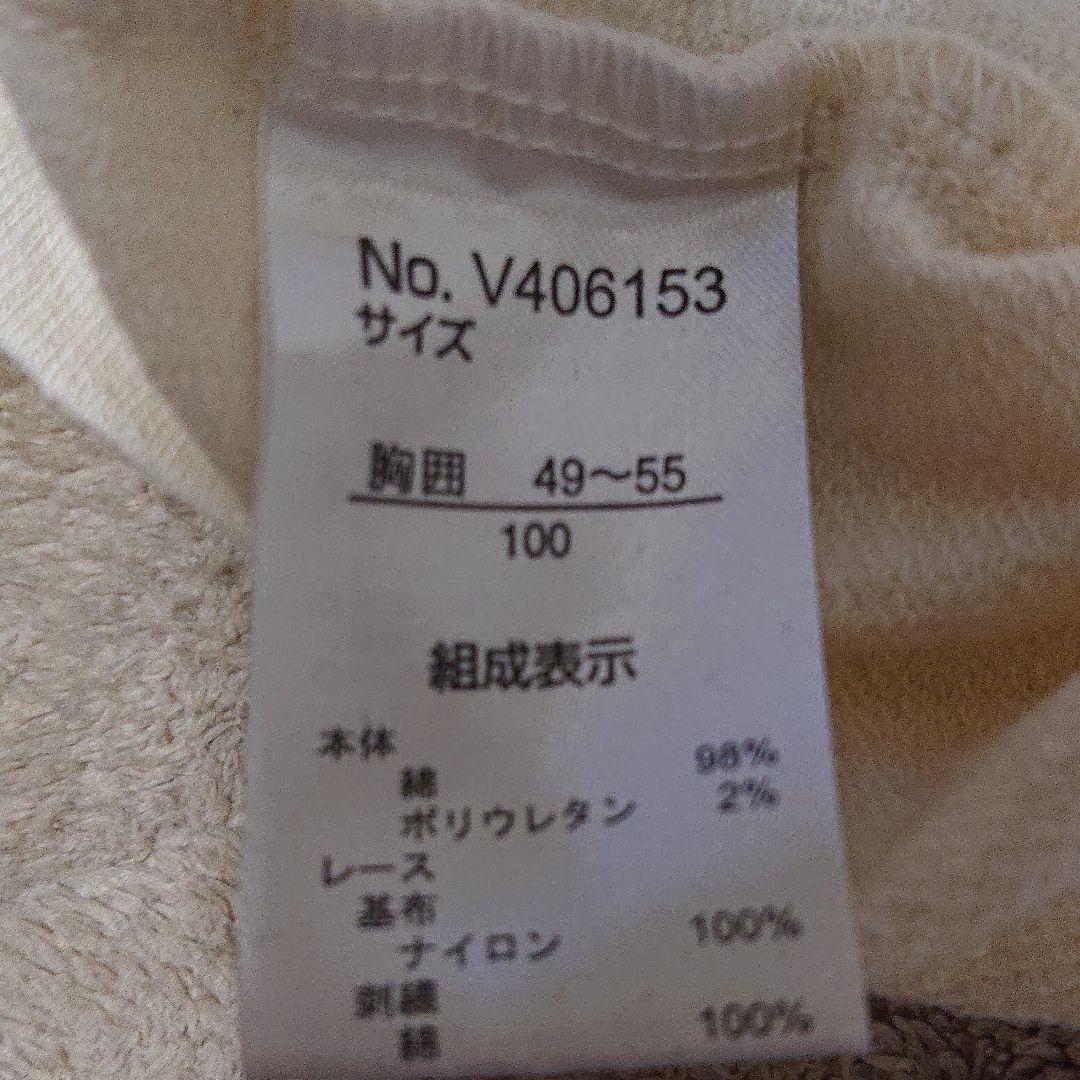 No. V406153
サイズ
胸囲 49～55
100
組成表示
本体
綿 98%
ポリウレタン 2%
レース
基布
ナイロン 100%
刺繍
綿 100%